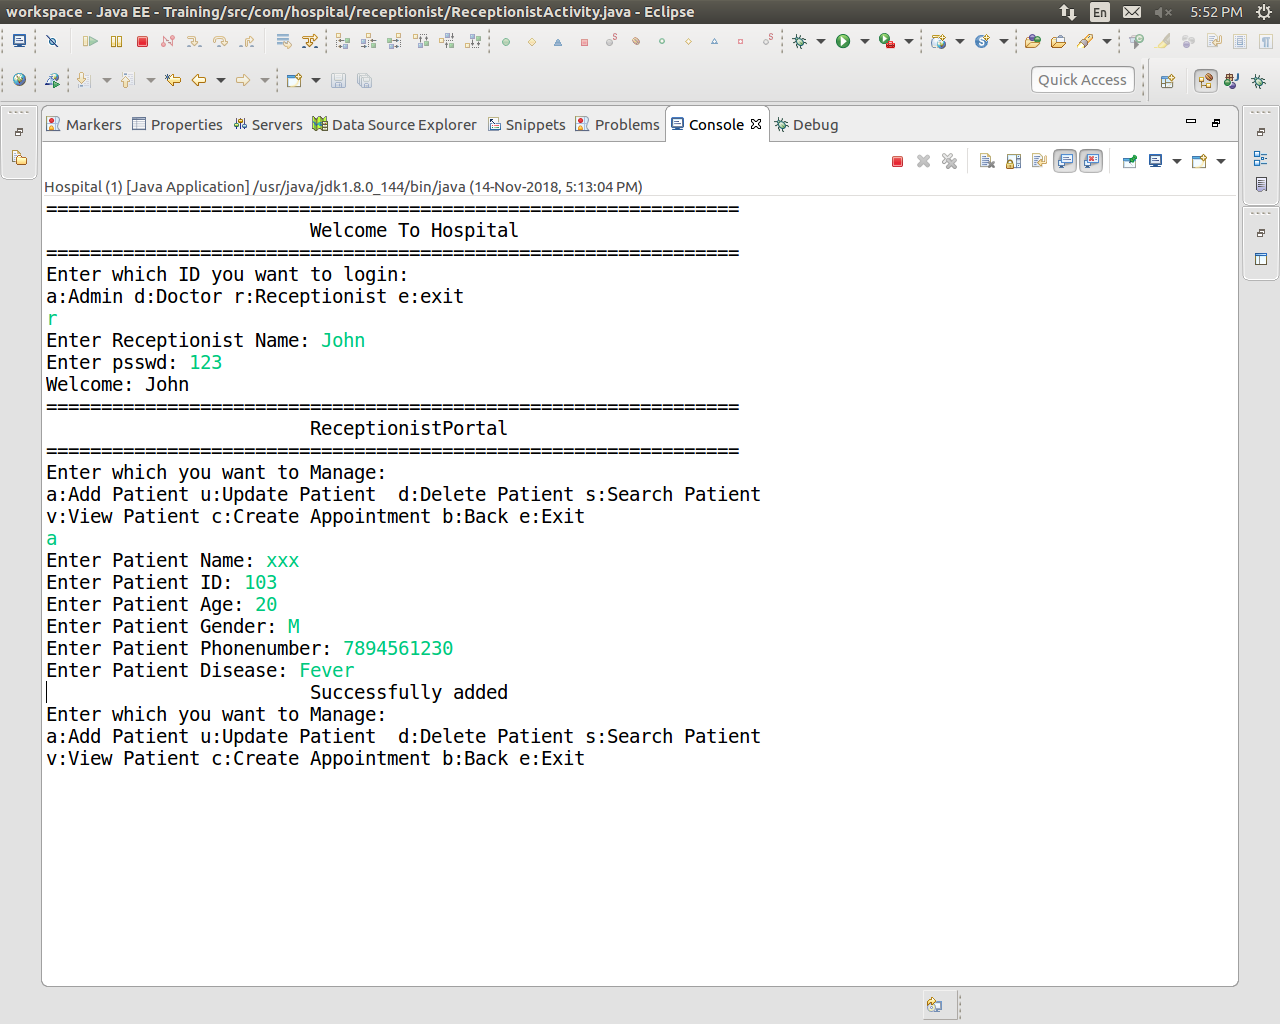 workspace - Java EE - Training/src/com/hospital/receptionist/ReceptionistActivity.java - Eclipse
En
5:52 PM
Quick Access
Markers Properties Servers Data Source Explorer Snippets Problems Console Debug
Hospital (1) [Java Application] /usr/java/jdk1.8.0_144/bin/java (14-Nov-2018, 5:13:04 PM)
===============================================================
Welcome To Hospital
===============================================================
Enter which ID you want to login:
a:Admin d:Doctor r:Receptionist e:exit
r
Enter Receptionist Name: John
Enter psswd: 123
Welcome: John
===============================================================
ReceptionistPortal
===============================================================
Enter which you want to Manage:
a:Add Patient u:Update Patient  d:Delete Patient s:Search Patient
v:View Patient c:Create Appointment b:Back e:Exit
a
Enter Patient Name: xxx
Enter Patient ID: 103
Enter Patient Age: 20
Enter Patient Gender: M
Enter Patient Phonenumber: 7894561230
Enter Patient Disease: Fever
Successfully added
Enter which you want to Manage:
a:Add Patient u:Update Patient  d:Delete Patient s:Search Patient
v:View Patient c:Create Appointment b:Back e:Exit